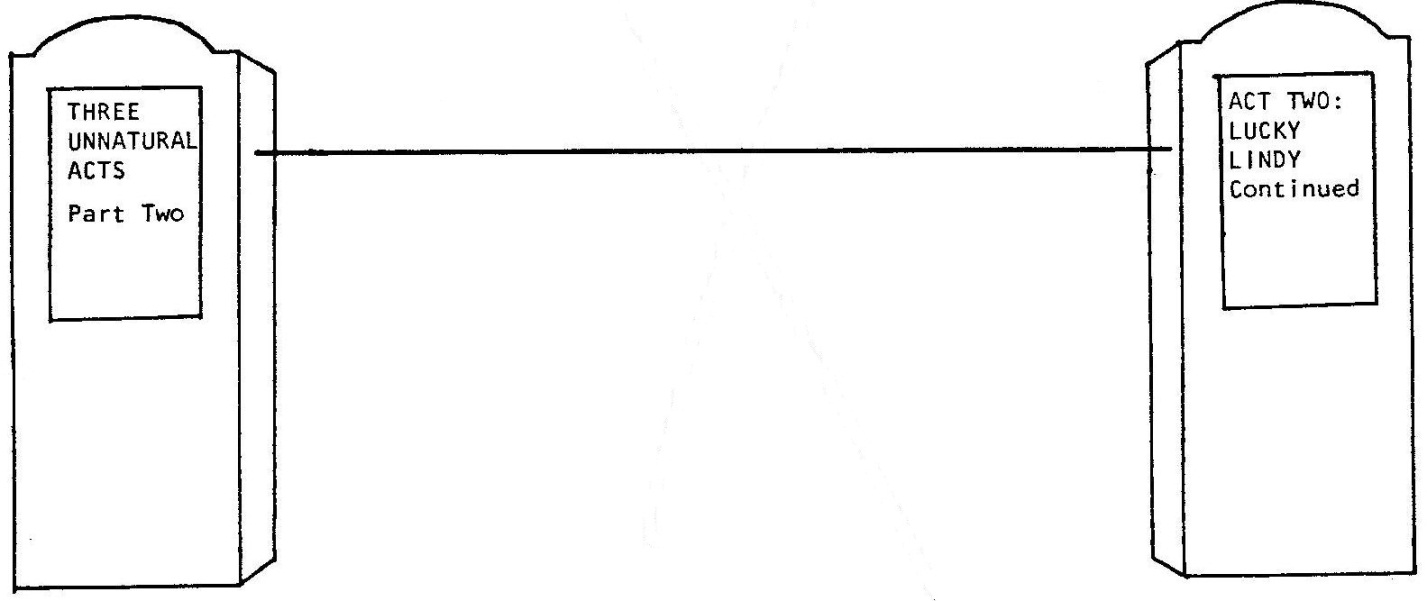 THREE
UNNATURAL
ACTS
Part Two
ACT TWO:
LUCKY
LINDY
Continued